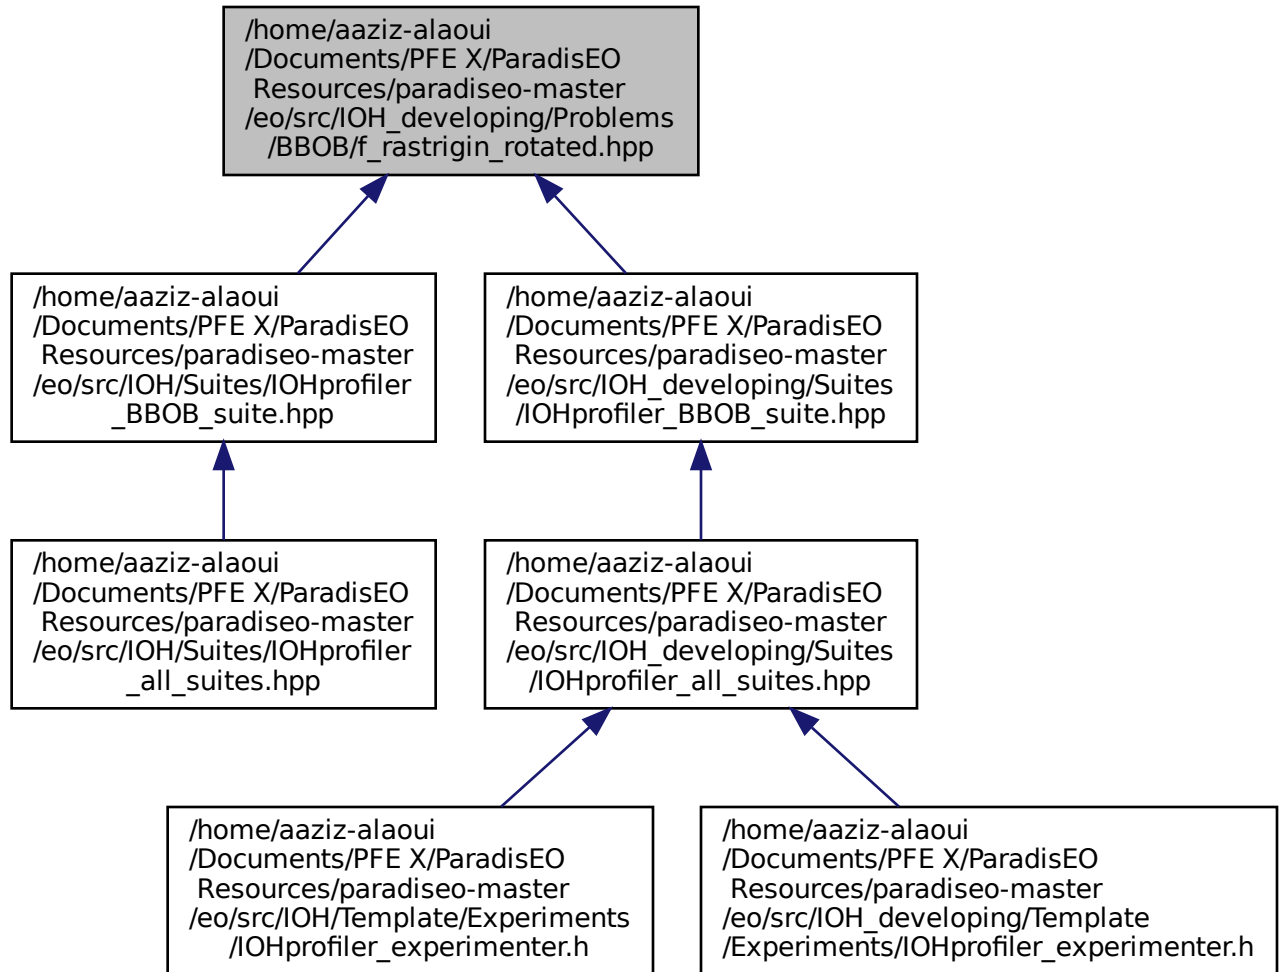 /home/aaziz-alaoui
/Documents/PFE X/ParadisEO
Resources/paradiseo-master
/eo/src/IOH_developing/Problems
/BBOB/f_rastrigin_rotated.hpp
/home/aaziz-alaoui
/Documents/PFE X/ParadisEO
Resources/paradiseo-master
/eo/src/IOH/Suites/IOHprofiler
_BBOB_suite.hpp
/home/aaziz-alaoui
/Documents/PFE X/ParadisEO
Resources/paradiseo-master
/eo/src/IOH_developing/Suites
/IOHprofiler_BBOB_suite.hpp
/home/aaziz-alaoui
/Documents/PFE X/ParadisEO
Resources/paradiseo-master
/eo/src/IOH/Suites/IOHprofiler
_all_suites.hpp
/home/aaziz-alaoui
/Documents/PFE X/ParadisEO
Resources/paradiseo-master
/eo/src/IOH_developing/Suites
/IOHprofiler_all_suites.hpp
/home/aaziz-alaoui
/Documents/PFE X/ParadisEO
Resources/paradiseo-master
/eo/src/IOH/Template/Experiments
/IOHprofiler_experimenter.h
/home/aaziz-alaoui
/Documents/PFE X/ParadisEO
Resources/paradiseo-master
/eo/src/IOH_developing/Template
/Experiments/IOHprofiler_experimenter.h